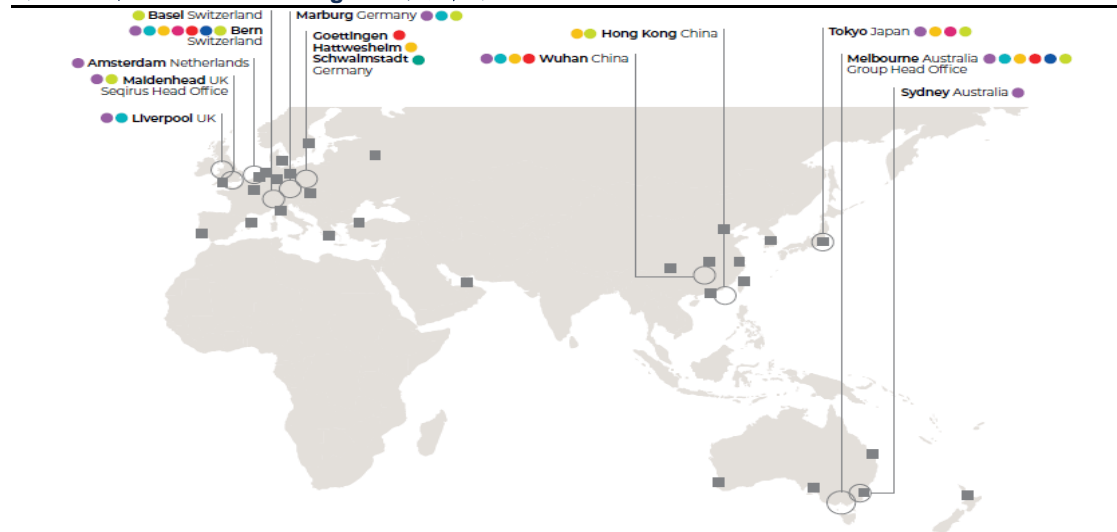 Basel Switzerland
Marburg Germany
Bern
Switzerland
Goettingen
Hattwesheim
Schwalmstadt
Germany
Amsterdam Netherlands
Maidenhead UK
Seqirus Head Office
Liverpool UK
Hong Kong China
Wuhan China
Tokyo Japan
Melbourne Australia
Group Head Office
Sydney Australia